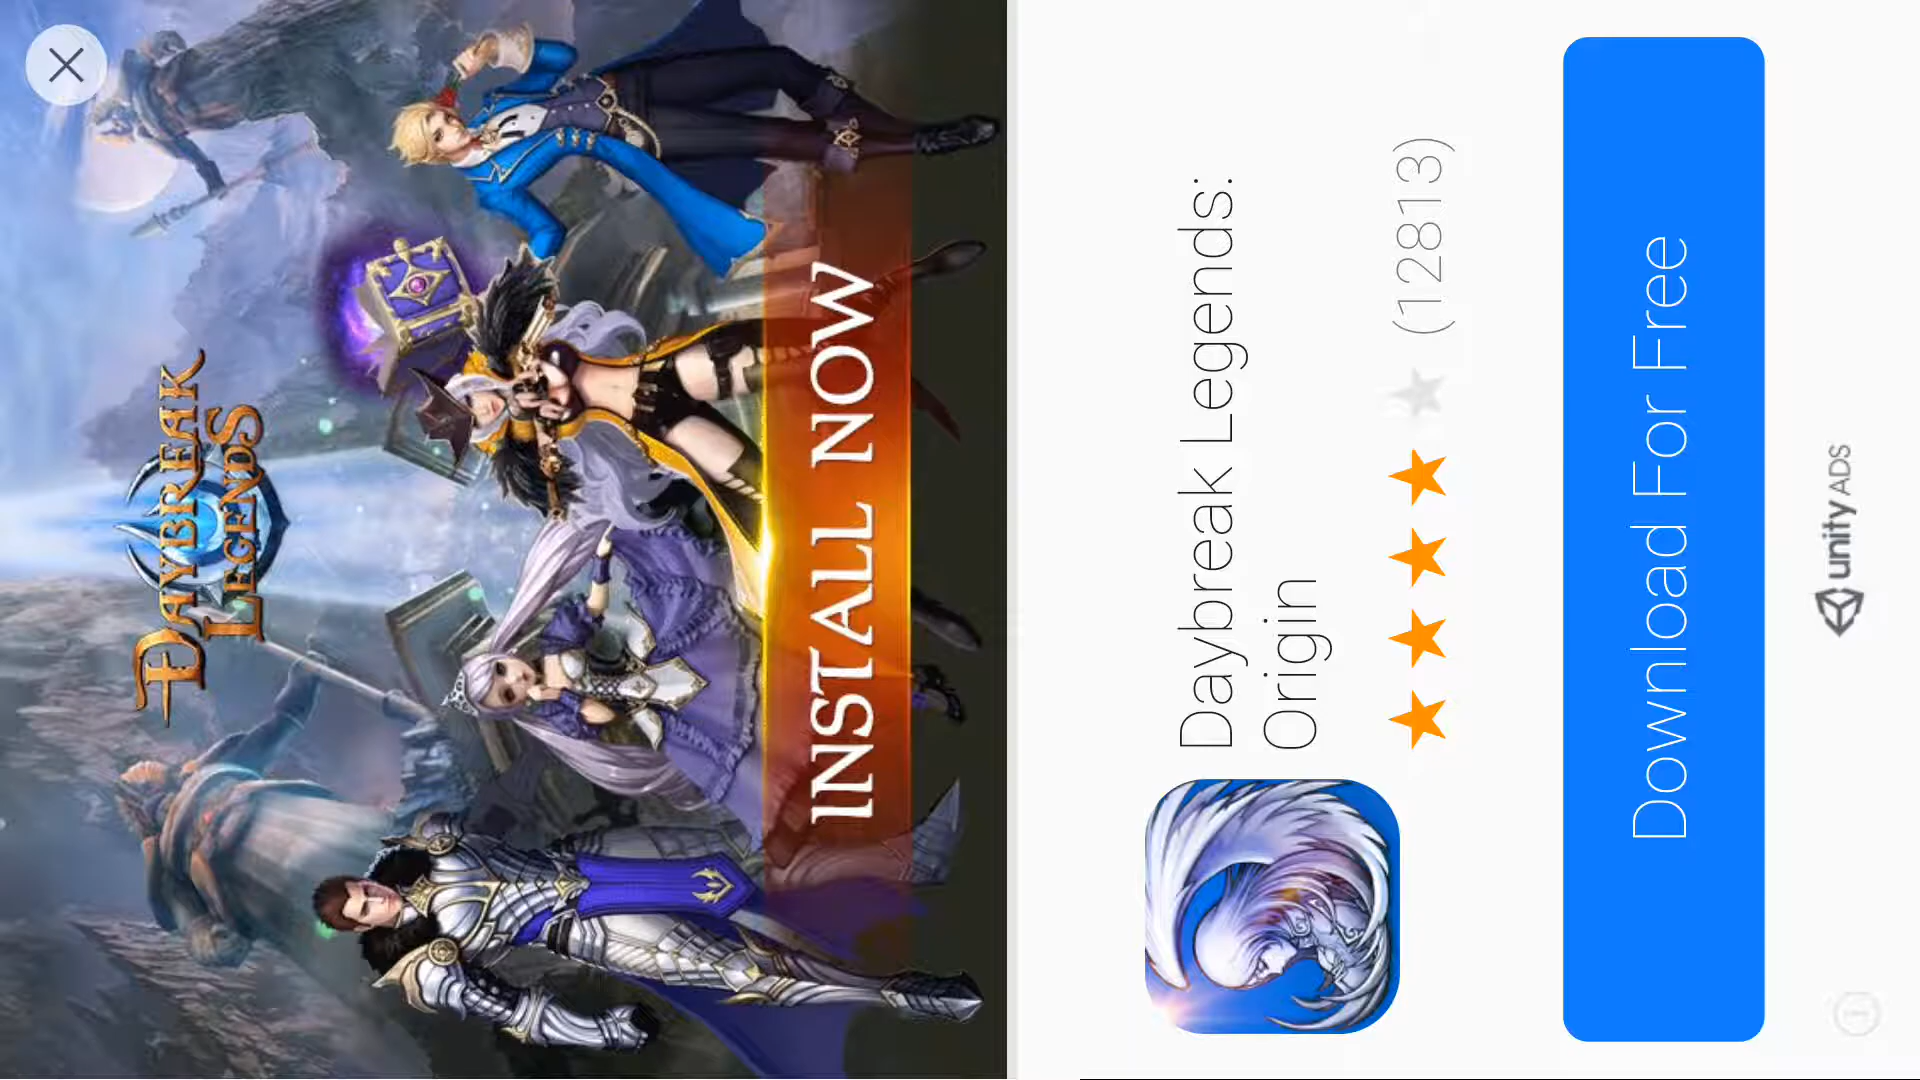 DAYBREAK
LEGENDS
INSTALL NOW
Daybreak Legends:
Origin
(12813)
Download For Free
unity ADS